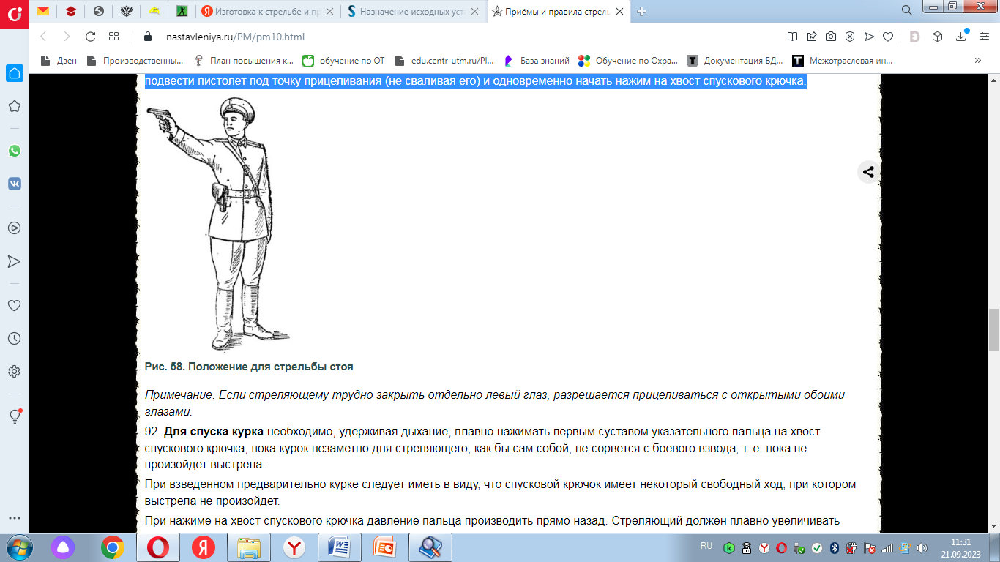 Изготовка к стрельбе и пр
Назначение исходных уст
Приёмы и правила стрель
nastavleniya.ru/PM/pm10.html
Дзен
Производственны...
План повышения к...
обучение по ОТ
edu.centr-utm.ru/Pl...
База знаний
Обучение по Охра...
Документация БД...
Межотраслевая ин...
»
подвести пистолет под точку прицеливания (не сваливая его) и одновременно начать нажим на хвост спускового крючка.
Рис. 58. Положение для стрельбы стоя
Примечание. Если стреляющему трудно закрыть отдельно левый глаз, разрешается прицеливаться с открытыми обоими
глазами.
92. Для спуска курка необходимо, удерживая дыхание, плавно нажимать первым суставом указательного пальца на хвост
спускового крючка, пока курок незаметно для стреляющего, как бы сам собой, не сорвется с боевого взвода, т. е. пока не
произойдет выстрела.
При взведенном предварительно курке следует иметь в виду, что спусковой крючок имеет некоторый свободный ход, при котором
выстрела не произойдет.
При нажиме на хвост спускового крючка давление пальца производить прямо назад. Стреляющий должен плавно увеличивать
RU
11:31
21.09.2023